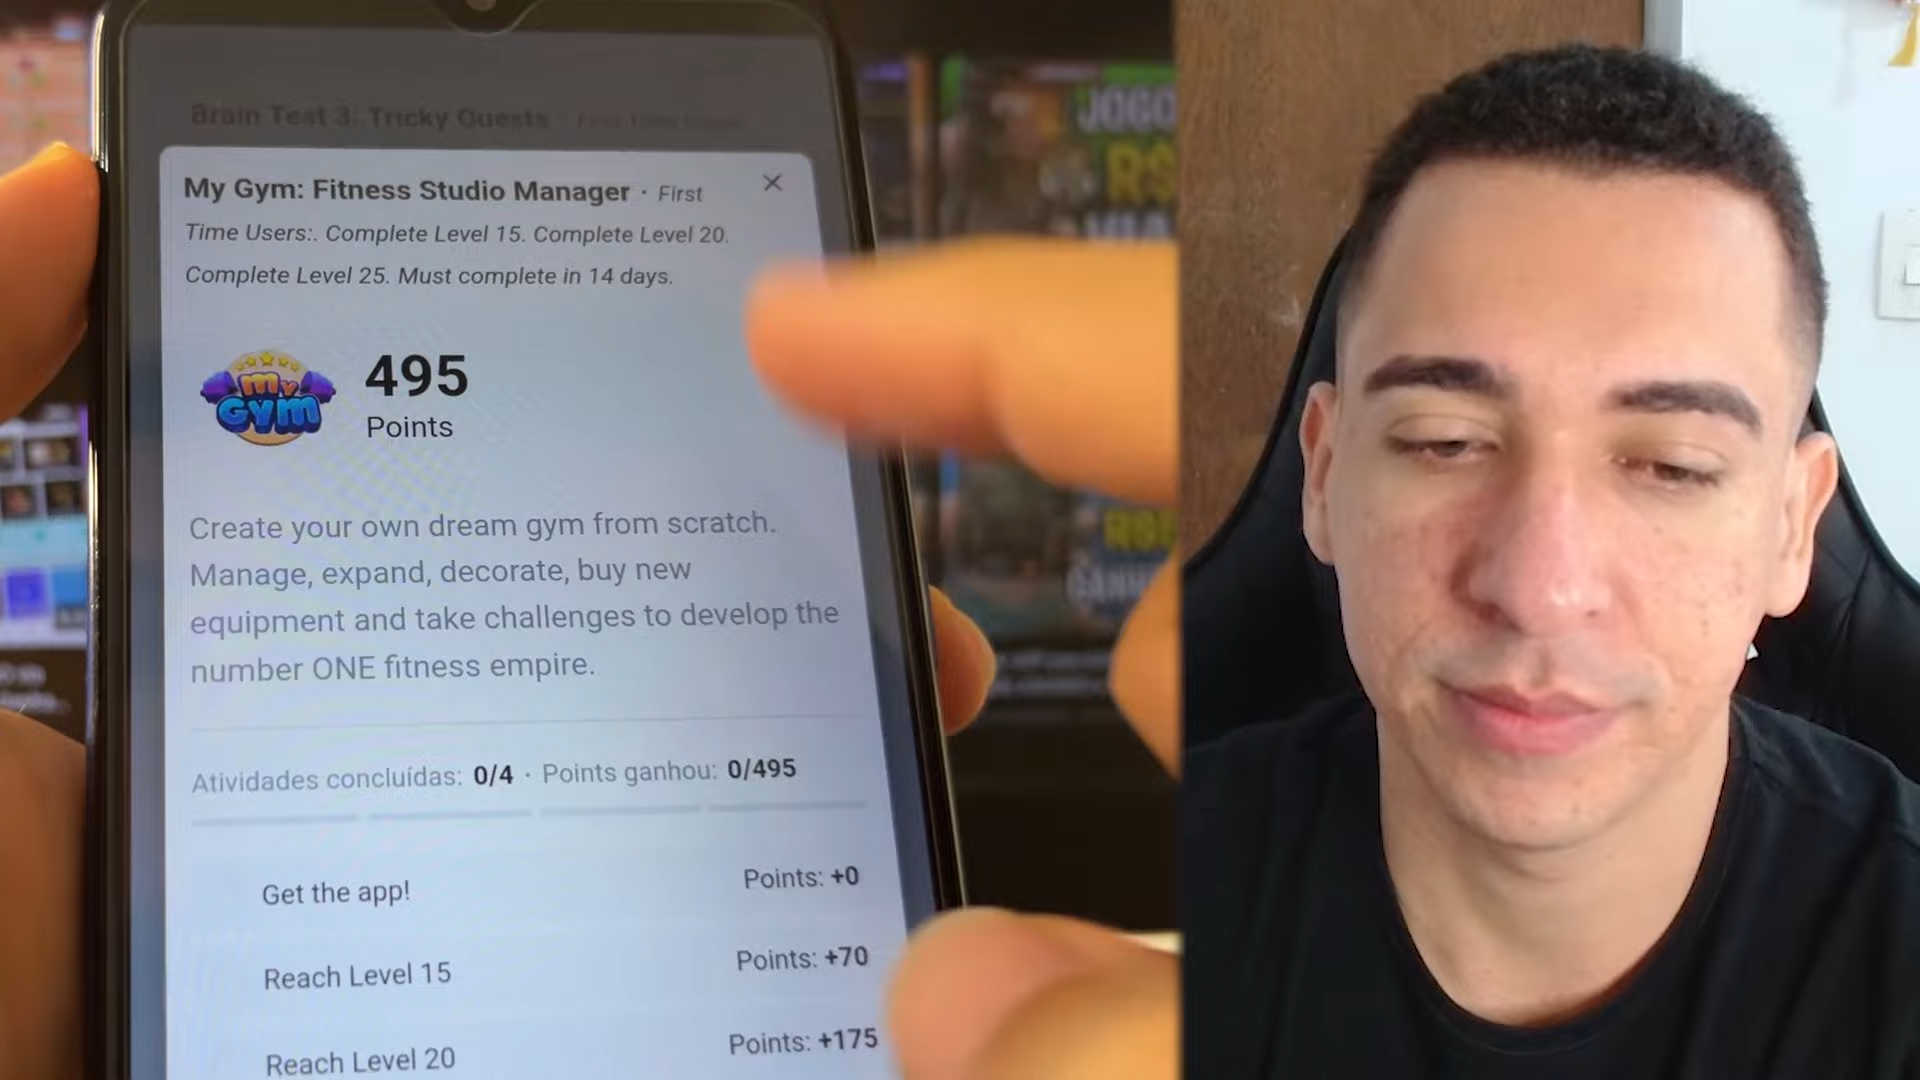 Brain Test 3: Tricky Quests
My Gym: Fitness Studio Manager · First
Time Users:. Complete Level 15. Complete Level 20.
Complete Level 25. Must complete in 14 days.
My
GYM
495
Points
Create your own dream gym from scratch.
Manage, expand, decorate, buy new
equipment and take challenges to develop the
number ONE fitness empire.
Atividades concluídas: 0/4 · Points ganhou: 0/495
Get the app! Points: +0
Reach Level 15 Points: +70
Reach Level 20 Points: +175
JOGO